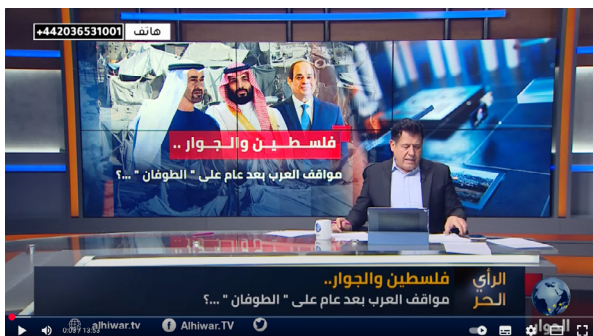 هاتف +442036531001
فلسطين والجوار ..
مواقف العرب بعد عام على " الطوفان " ...؟
الرأي الحر
فلسطين والجوار..
مواقف العرب بعد عام على " الطوفان " ...؟
alhiwar.tv Alhiwar.TV
الحوار